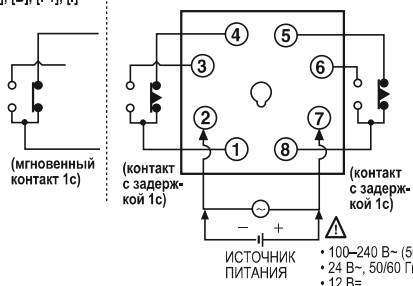 4
5
3
6
2
7
1
8
(мгновенный
контакт 1с)
(контакт
с задерж-
кой 1с)
(контакт
с задерж-
кой 1с)
− +
ИСТОЧНИК
ПИТАНИЯ
• 100–240 В~ (50
• 24 В~, 50/60 Г
• 12 В=